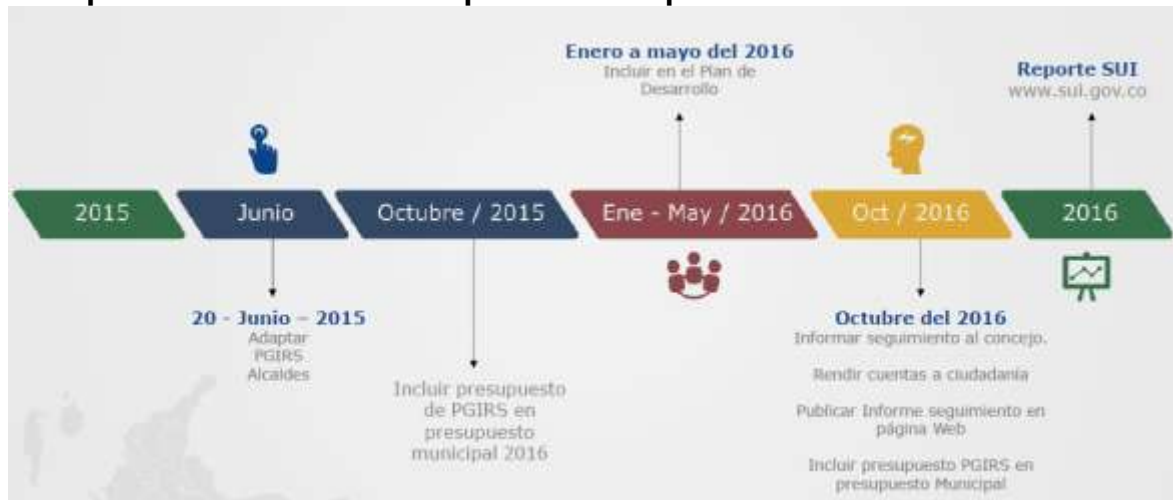 Enero a mayo del 2016
Incluir en el Plan de
Desarrollo
Reporte SUI
www.sui.gov.co
2015
Junio
Octubre / 2015
Ene - May / 2016
Oct / 2016
2016
20 - Junio – 2015
Adaptar
PGIRS
Alcaldes
Incluir presupuesto
de PGIRS en
presupuesto
municipal 2016
Octubre del 2016
Informar seguimiento al concejo.
Rendir cuentas a ciudadanía
Publicar Informe seguimiento en
página Web
Incluir presupuesto PGIRS en
presupuesto Municipal